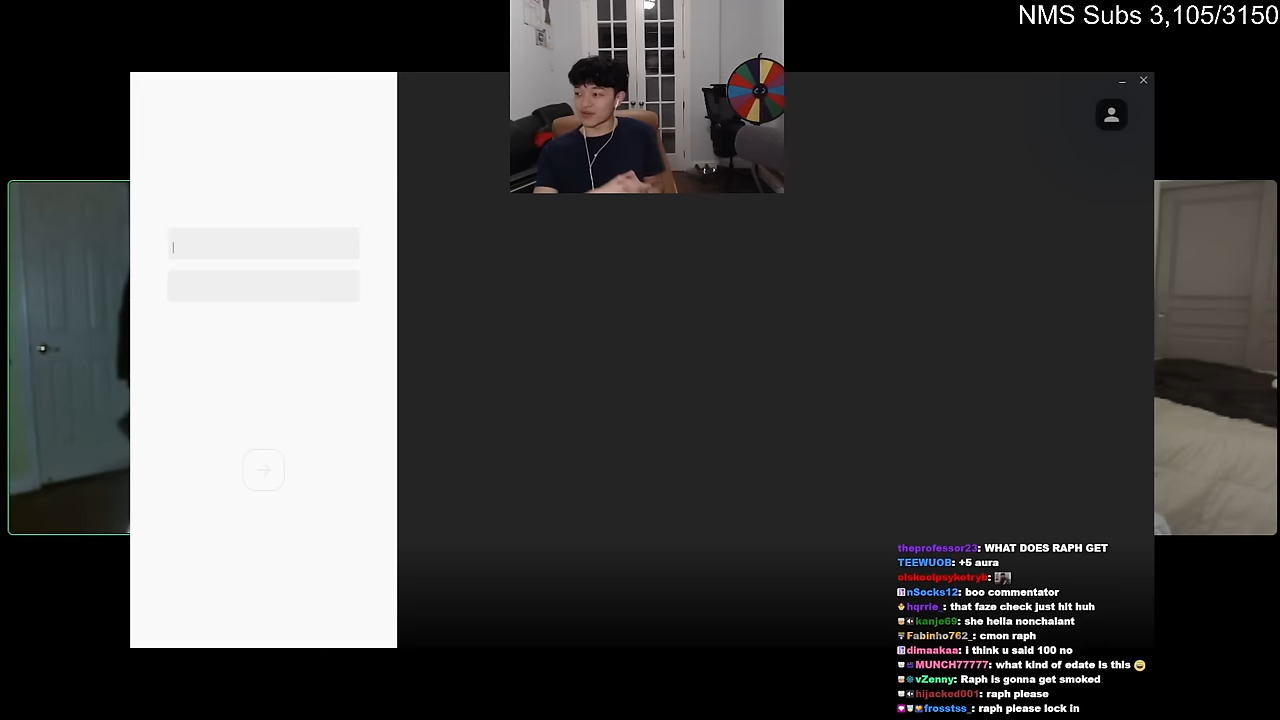 NMS Subs 3,105/3150
theprofessor23: WHAT DOES RAPH GET
TEEWUOB: +5 aura
olskoolpsykotryb:
nSocks12: boo commentator
hqrrie_: that faze check just hit huh
kanje69: she hella nonchalant
Fabinho762_: cmon raph
dimaakaa: i think u said 100 no
MUNCH77777: what kind of edate is this
vZenny: Raph is gonna get smoked
hijacked001: raph please
frosstss_: raph please lock in